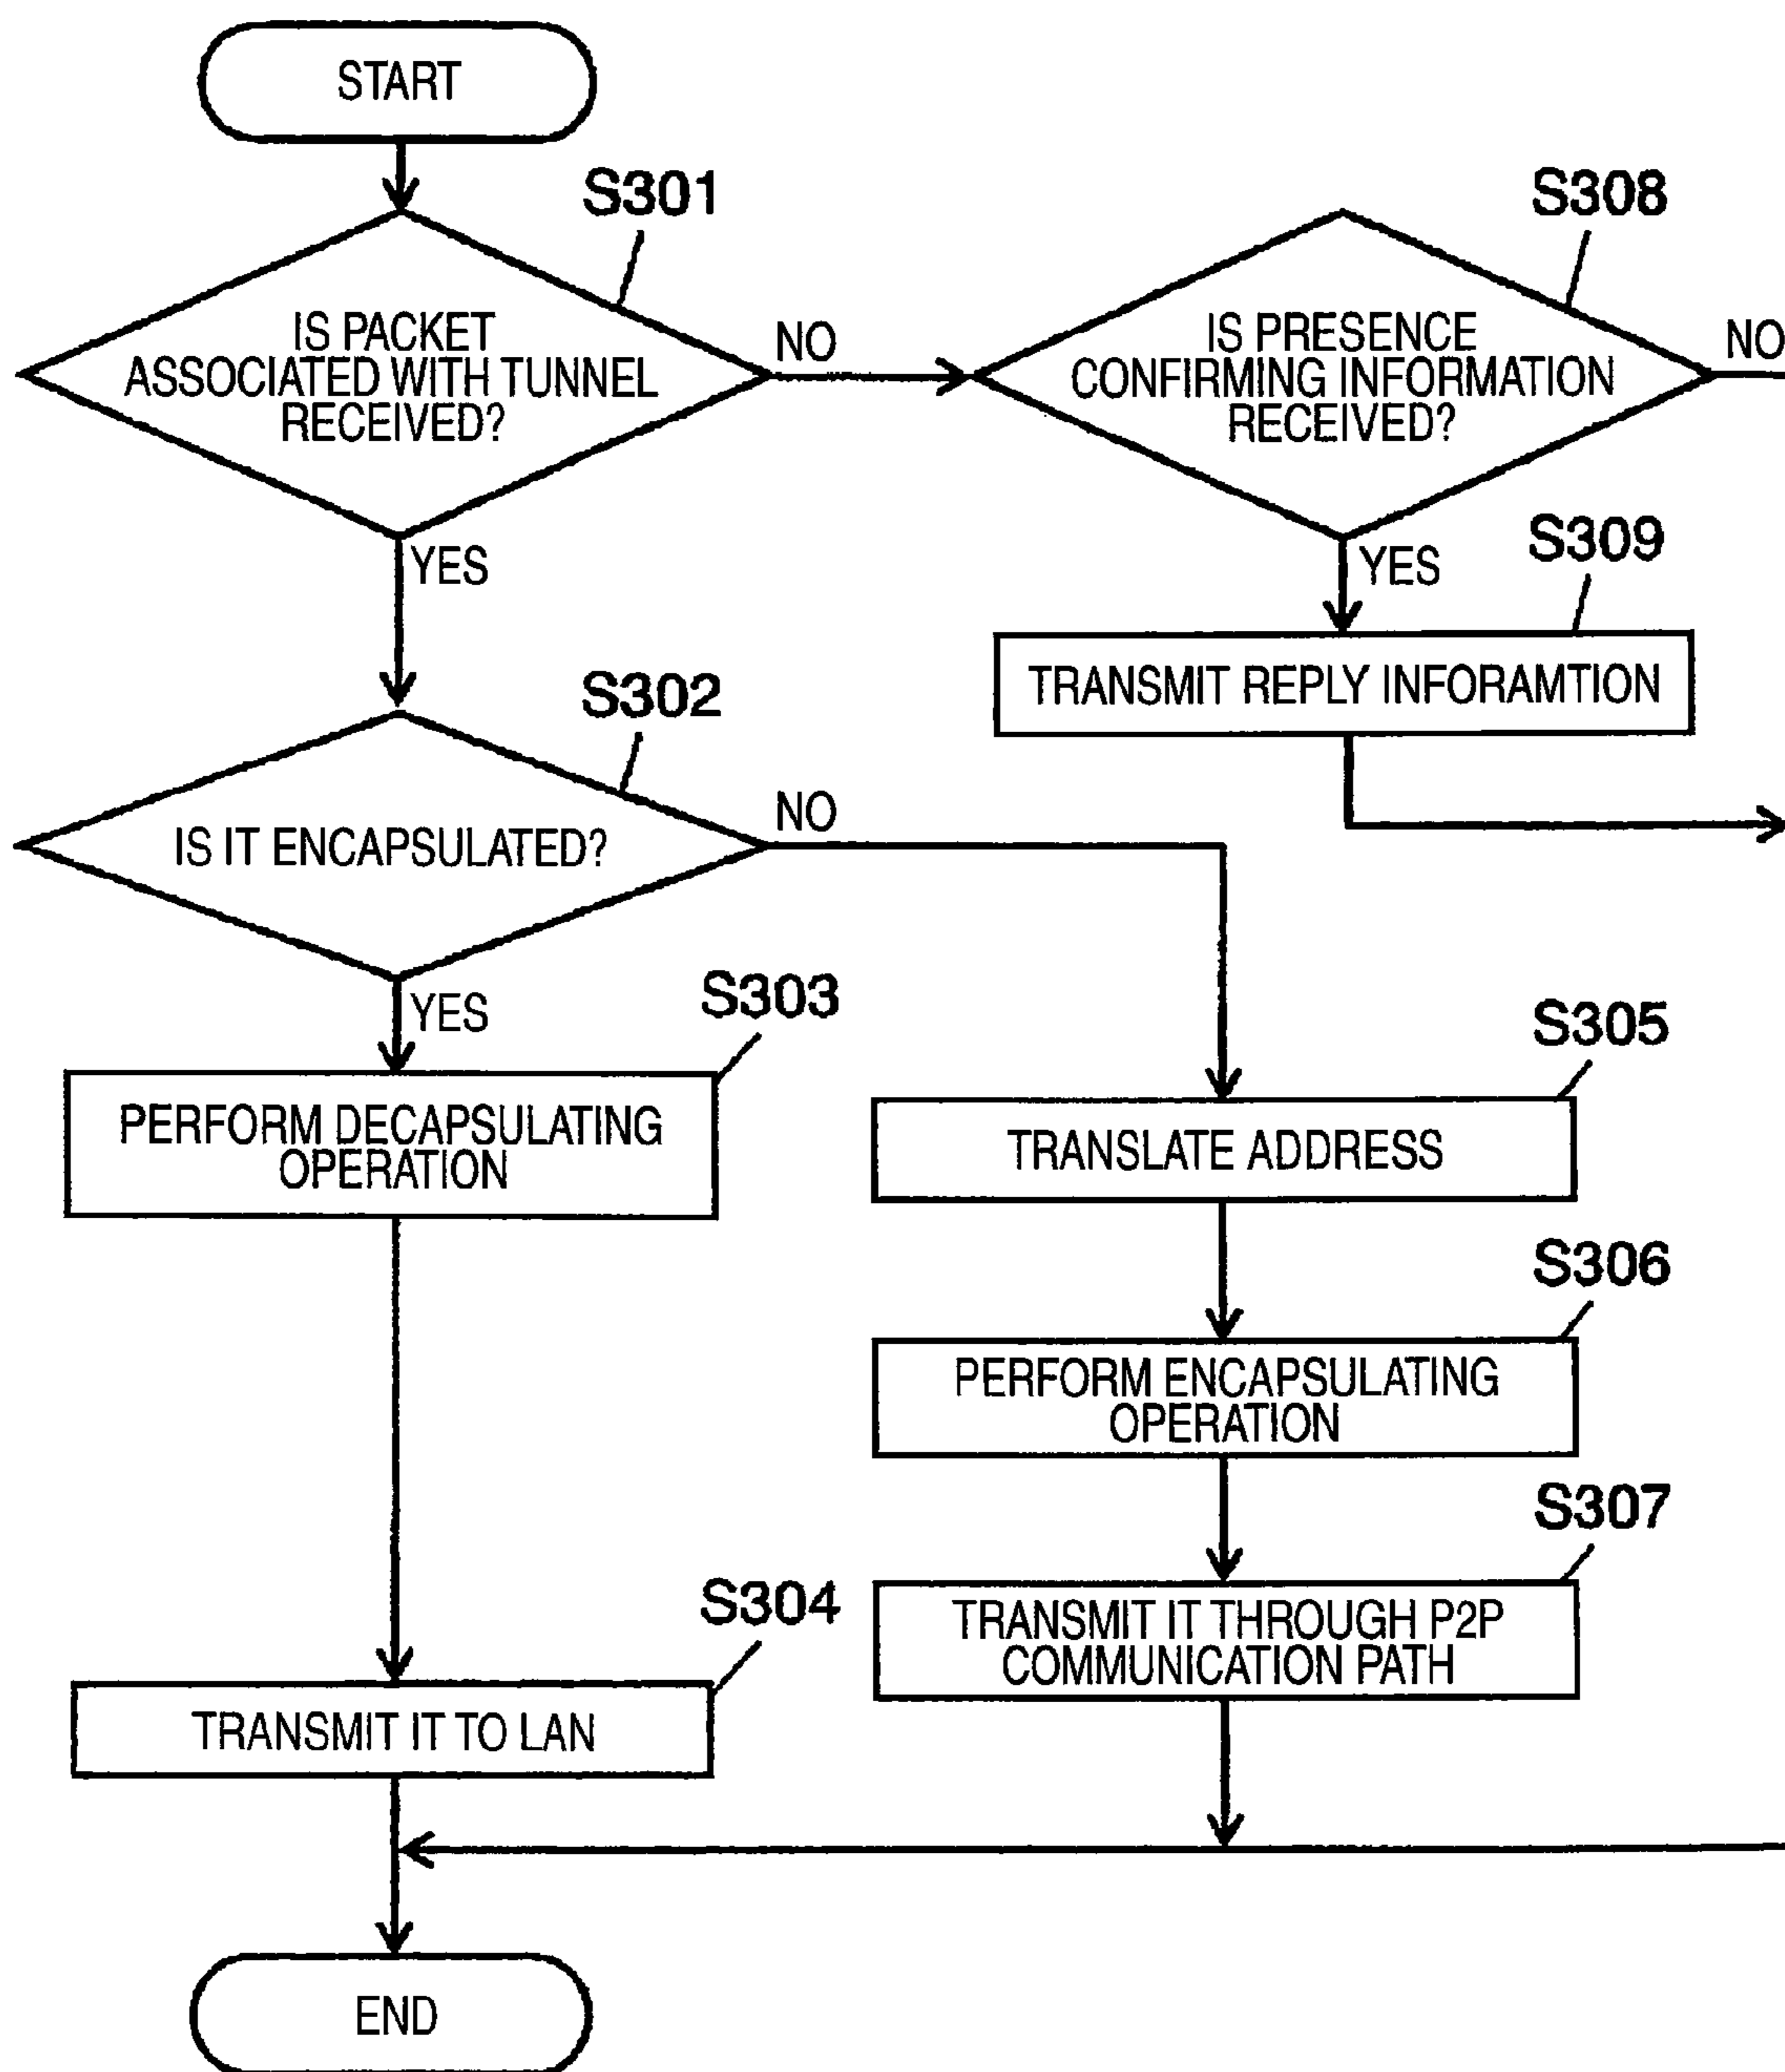 START
S301
IS PACKET
ASSOCIATED WITH TUNNEL
RECEIVED?
NO
YES
S308
IS PRESENCE
CONFIRMING INFORMATION
RECEIVED?
NO
YES
S309
TRANSMIT REPLY INFORAMTION
S302
IS IT ENCAPSULATED?
NO
YES
S303
PERFORM DECAPSULATING
OPERATION
S305
TRANSLATE ADDRESS
S306
PERFORM ENCAPSULATING
OPERATION
S307
TRANSMIT IT THROUGH P2P
COMMUNICATION PATH
S304
TRANSMIT IT TO LAN
END